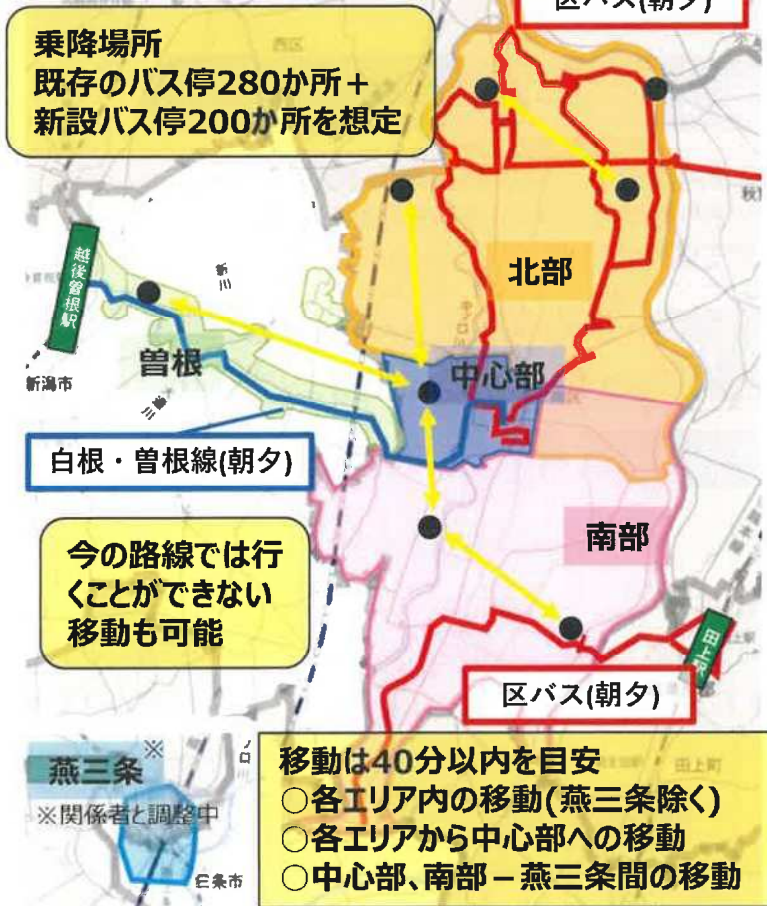 区バス(朝夕)
乗降場所
既存のバス停280か所＋
新設バス停200か所を想定
西区
北部
越後曽根駅
新川
曽根
中心部
新潟市
白根・曽根線(朝夕)
今の路線では行
くことができない
移動も可能
南部
田上駅
区バス(朝夕)
燕三条※
※関係者と調整中
三条市
田上町
移動は40分以内を目安
○各エリア内の移動(燕三条除く)
○各エリアから中心部への移動
○中心部、南部－燕三条間の移動